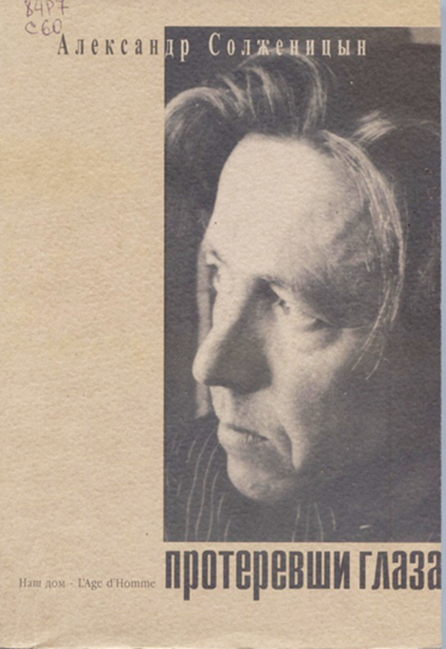 84Р7
С60
Александр Солженицын
протеревши глаза
Наш дом - L'Age d'Homme